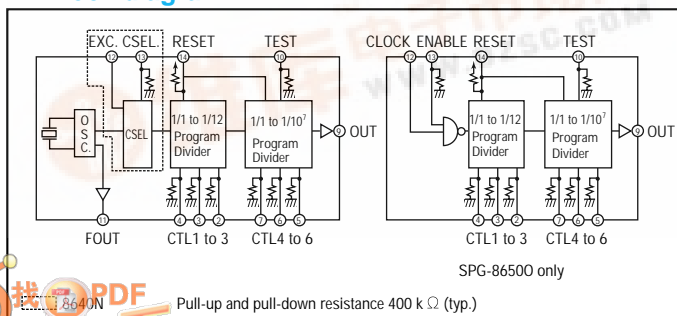 EXC. CSEL. RESET TEST
12 13 14 10
OSC.
CSEL
1/1 to 1/12
Program
Divider
1/1 to 1/10⁷
Program
Divider
9 OUT
11 4 3 2 7 6 5
FOUT CTL1 to 3 CTL4 to 6
CLOCK ENABLE RESET TEST
12 13 14 10
1/1 to 1/12
Program
Divider
1/1 to 1/10⁷
Program
Divider
9 OUT
4 3 2 7 6 5
CTL1 to 3 CTL4 to 6
SPG-8650O only
8640N Pull-up and pull-down resistance 400 k Ω (typ.)
找 PDF